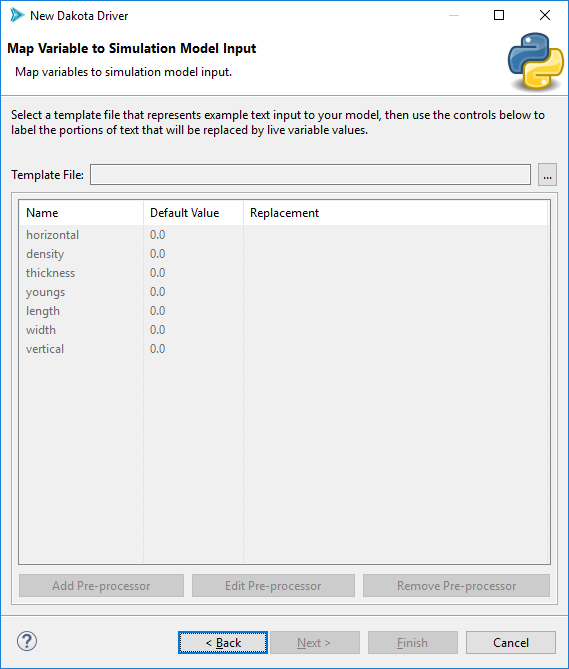 New Dakota Driver
Map Variable to Simulation Model Input
Map variables to simulation model input.
Select a template file that represents example text input to your model, then use the controls below to
label the portions of text that will be replaced by live variable values.
Template File: ...
Name Default Value Replacement
horizontal 0.0
density 0.0
thickness 0.0
youngs 0.0
length 0.0
width 0.0
vertical 0.0
Add Pre-processor Edit Pre-processor Remove Pre-processor
? < Back Next > Finish Cancel